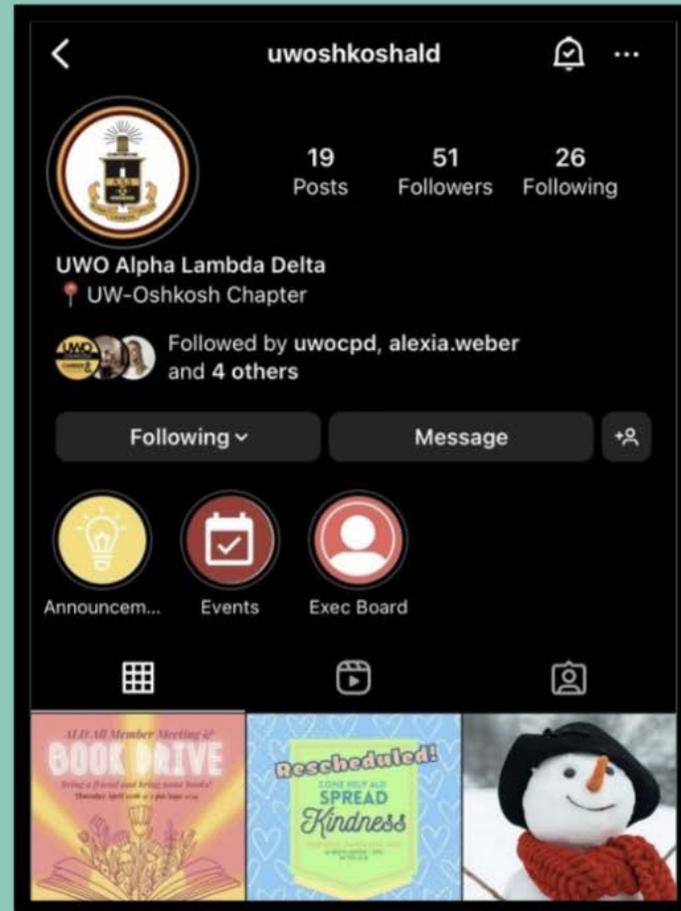 uwoshkoshald
19 51 26
Posts Followers Following
UWO Alpha Lambda Delta
UW-Oshkosh Chapter
UWO
Followed by uwocpd, alexia.weber
and 4 others
Following Message
Announcem... Events Exec Board
ALD All Member Meeting &
BOOK DRIVE
Bring a friend and bring some books!
Rescheduled!
COME HELP ALD
SPREAD
Kindness